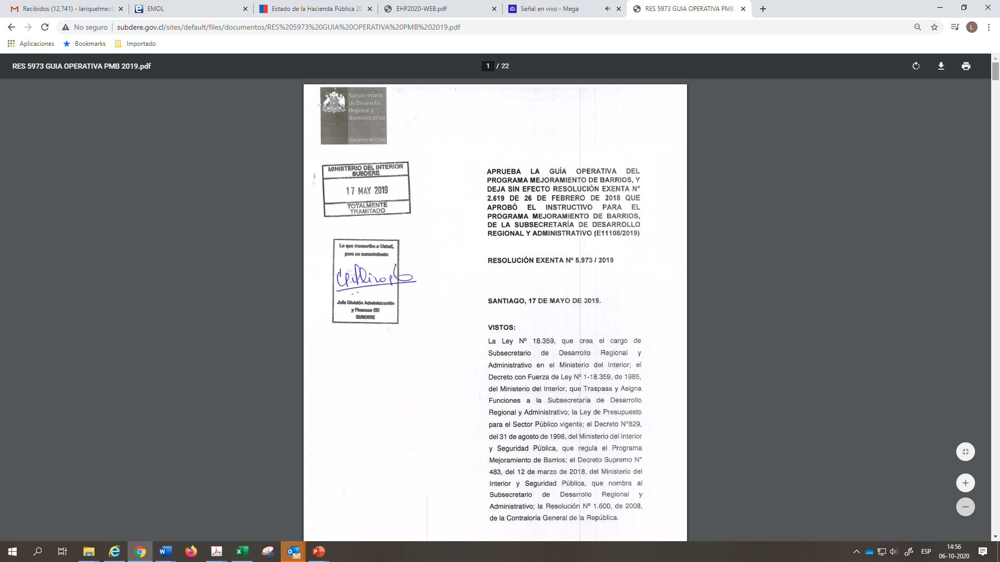 Recibidos (12,741) - lariquelmec@
EMOL
Estado de la Hacienda Pública 20
EHP2020-WEB.pdf
Señal en vivo - Mega
RES 5973 GUIA OPERATIVA PMB
No seguro
subdere.gov.cl/sites/default/files/documentos/RES%205973%20GUIA%20OPERATIVA%20PMB%202019.pdf
L
Aplicaciones
Bookmarks
Importado
RES 5973 GUIA OPERATIVA PMB 2019.pdf
1 / 22
Subsecretaría
de Desarrollo
Regional y
Administrativo
Gobierno de Chile
MINISTERIO DEL INTERIOR
SUBDERE
17 MAY 2019
TOTALMENTE
TRAMITADO
Lo que transcribo a Usted,
para su conocimiento
Jefe División Administración
y Finanzas (S)
SUBDERE
APRUEBA LA GUÍA OPERATIVA DEL
PROGRAMA MEJORAMIENTO DE BARRIOS, Y
DEJA SIN EFECTO RESOLUCIÓN EXENTA N°
2.619 DE 26 DE FEBRERO DE 2018 QUE
APROBÓ EL INSTRUCTIVO PARA EL
PROGRAMA MEJORAMIENTO DE BARRIOS,
DE LA SUBSECRETARÍA DE DESARROLLO
REGIONAL Y ADMINISTRATIVO (E11108/2019)
RESOLUCIÓN EXENTA Nº 5.973 / 2019
SANTIAGO, 17 DE MAYO DE 2019.
VISTOS:
La Ley Nº 18.359, que crea el cargo de
Subsecretario de Desarrollo Regional y
Administrativo en el Ministerio del Interior; el
Decreto con Fuerza de Ley Nº 1-18.359, de 1985,
del Ministerio del Interior, que Traspasa y Asigna
Funciones a la Subsecretaría de Desarrollo
Regional y Administrativo; la Ley de Presupuesto
para el Sector Público vigente; el Decreto N°829,
del 31 de agosto de 1998, del Ministerio del Interior
y Seguridad Pública, que regula el Programa
Mejoramiento de Barrios; el Decreto Supremo N°
483, del 12 de marzo de 2018, del Ministerio del
Interior y Seguridad Pública, que nombra al
Subsecretario de Desarrollo Regional y
Administrativo; la Resolución Nº 1.600, de 2008,
de la Contraloría General de la República.
ESP
14:56
06-10-2020